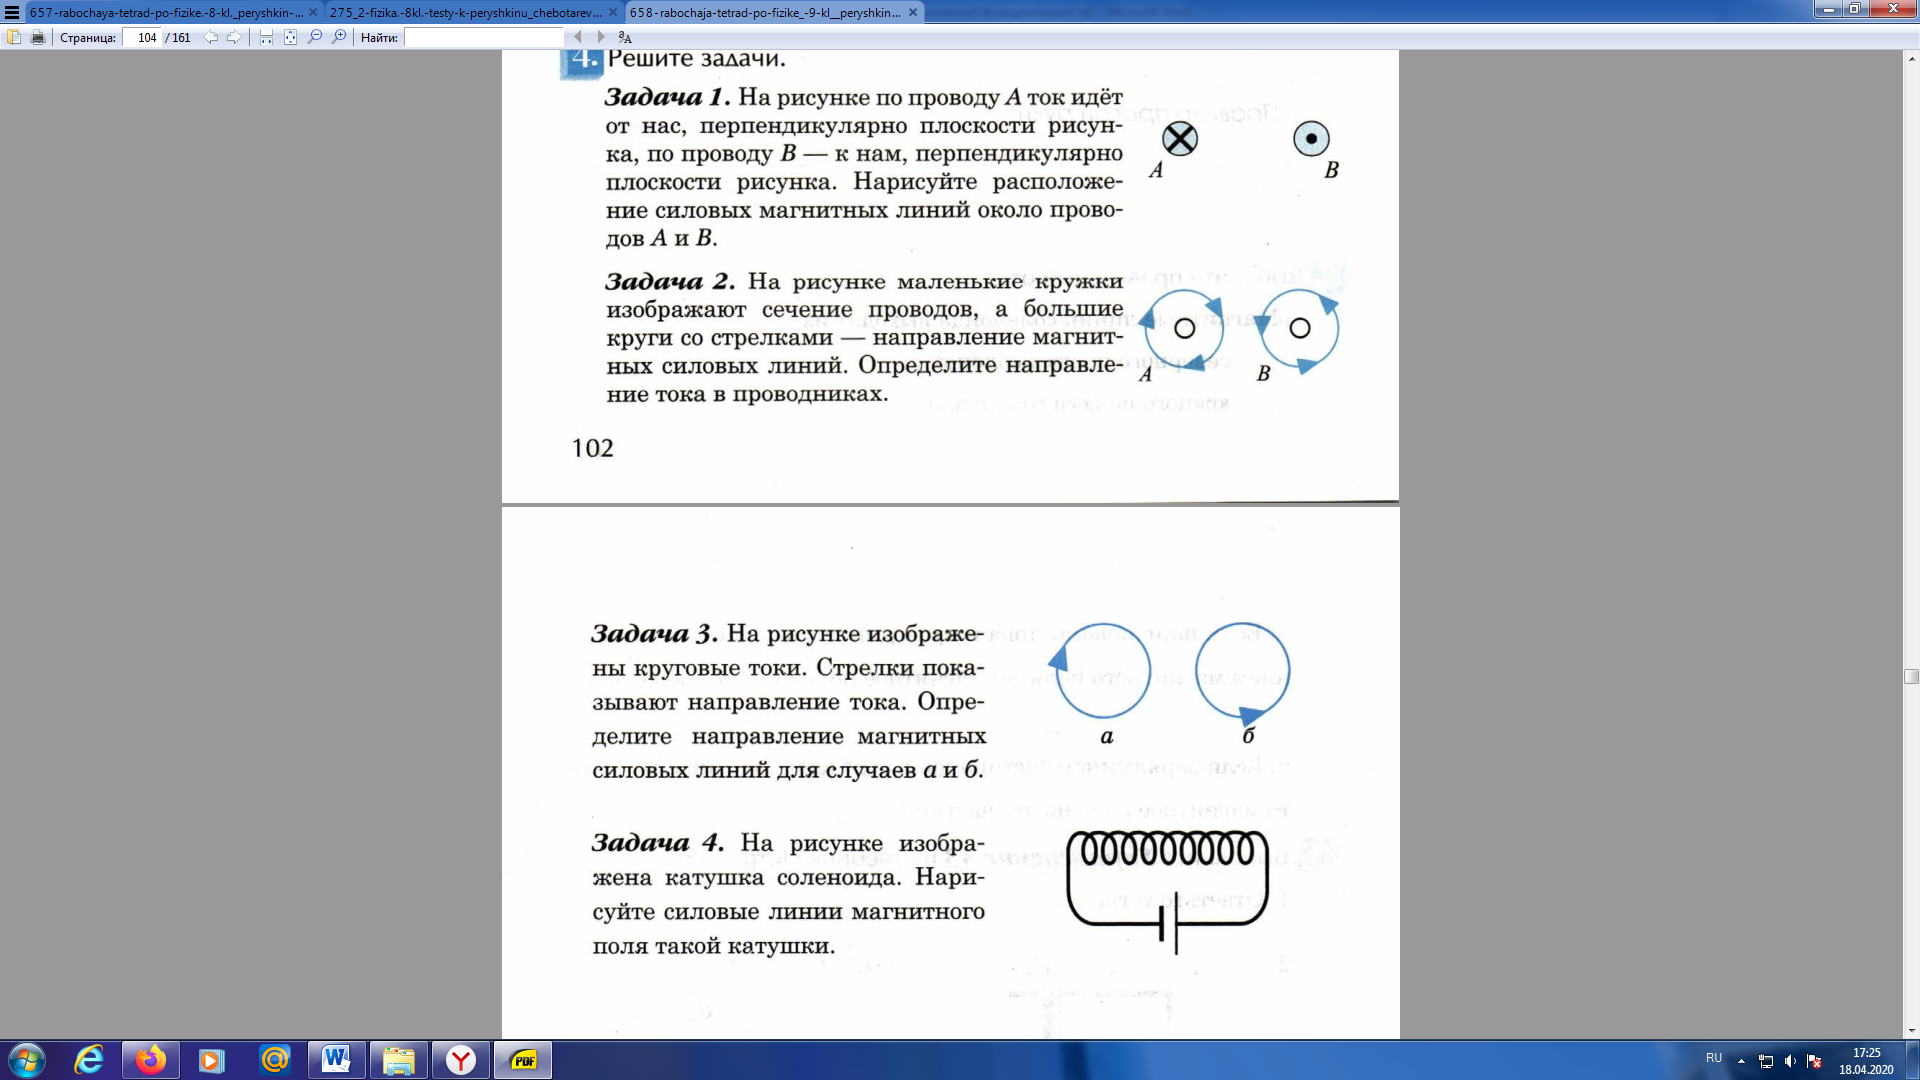 657-rabochaya-tetrad-po-fizike.-8-kl._peryshkin-...
275_2-fizika.-8kl.-testy-k-peryshkinu_chebotarev...
658-rabochaja-tetrad-po-fizike_-9-kl__peryshkin...
Страница: 104 / 161
Найти:
4. Решите задачи.
Задача 1. На рисунке по проводу A ток идёт
от нас, перпендикулярно плоскости рисун-
ка, по проводу B — к нам, перпендикулярно
плоскости рисунка. Нарисуйте расположе-
ние силовых магнитных линий около прово-
дов A и B.
A
B
Задача 2. На рисунке маленькие кружки
изображают сечение проводов, а большие
круги со стрелками — направление магнит-
ных силовых линий. Определите направле-
ние тока в проводниках.
A
B
102
Задача 3. На рисунке изображе-
ны круговые токи. Стрелки пока-
зывают направление тока. Опре-
делите направление магнитных
силовых линий для случаев а и б.
а
б
Задача 4. На рисунке изобра-
жена катушка соленоида. Нари-
суйте силовые линии магнитного
поля такой катушки.
PDF
RU
17:25
18.04.2020